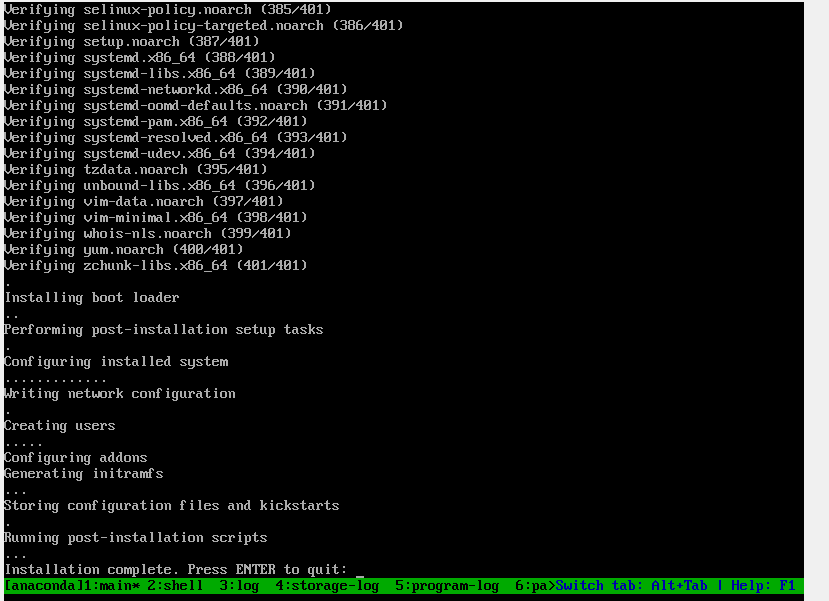 Verifying selinux-policy.noarch (385/401)
Verifying selinux-policy-targeted.noarch (386/401)
Verifying setup.noarch (387/401)
Verifying systemd.x86_64 (388/401)
Verifying systemd-libs.x86_64 (389/401)
Verifying systemd-networkd.x86_64 (390/401)
Verifying systemd-oomd-defaults.noarch (391/401)
Verifying systemd-pam.x86_64 (392/401)
Verifying systemd-resolved.x86_64 (393/401)
Verifying systemd-udev.x86_64 (394/401)
Verifying tzdata.noarch (395/401)
Verifying unbound-libs.x86_64 (396/401)
Verifying vim-data.noarch (397/401)
Verifying vim-minimal.x86_64 (398/401)
Verifying whois-nls.noarch (399/401)
Verifying yum.noarch (400/401)
Verifying zchunk-libs.x86_64 (401/401)
.
Installing boot loader
..
Performing post-installation setup tasks
.
Configuring installed system
.............
Writing network configuration
.
Creating users
.....
Configuring addons
Generating initramfs
...
Storing configuration files and kickstarts
.
Running post-installation scripts
...
Installation complete. Press ENTER to quit: _
[anaconda]1:main* 2:shell  3:log  4:storage-log  5:program-log  6:pa>Switch tab: Alt+Tab | Help: F1